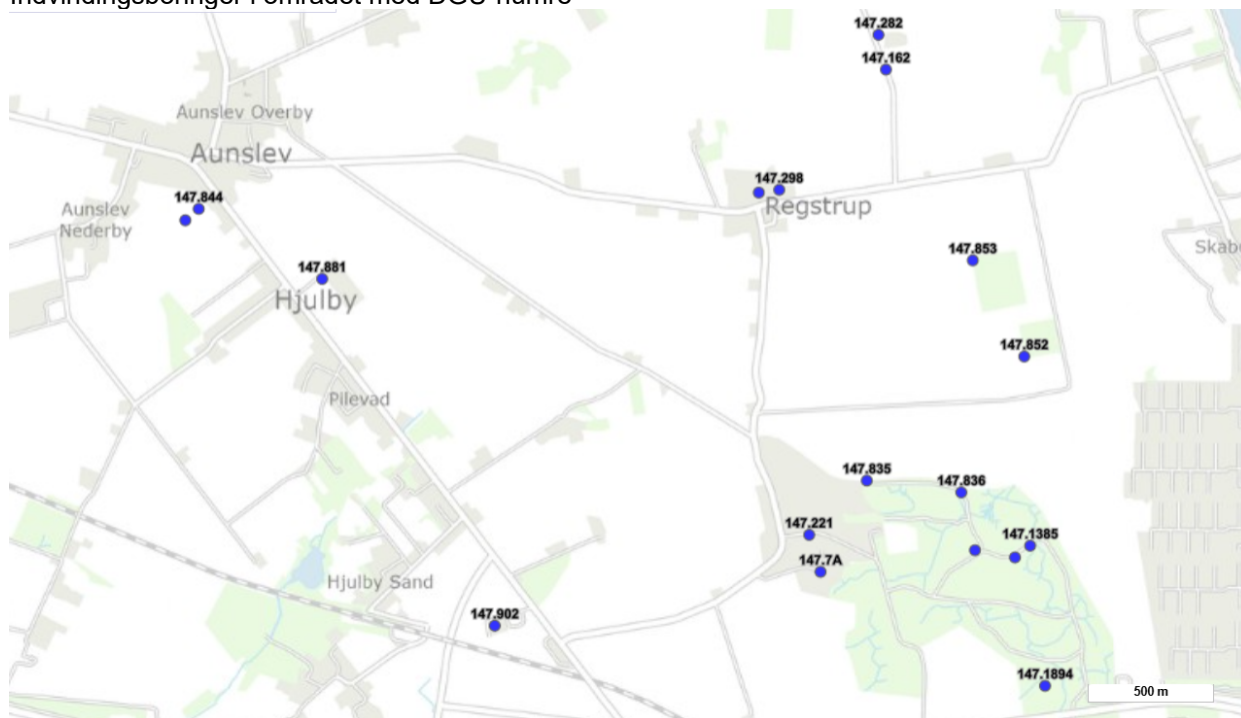 Indvindingsboringer i området med DGU numre
147.282
147.162
Aunslev Overby
Aunslev
147.298
Regstrup
147.844
Aunslev
Nederby
147.853
147.881
Hjulby
147.852
Pilevad
147.835
147.836
147.221
147.1385
147.7A
Hjulby Sand
147.902
147.1894
500 m